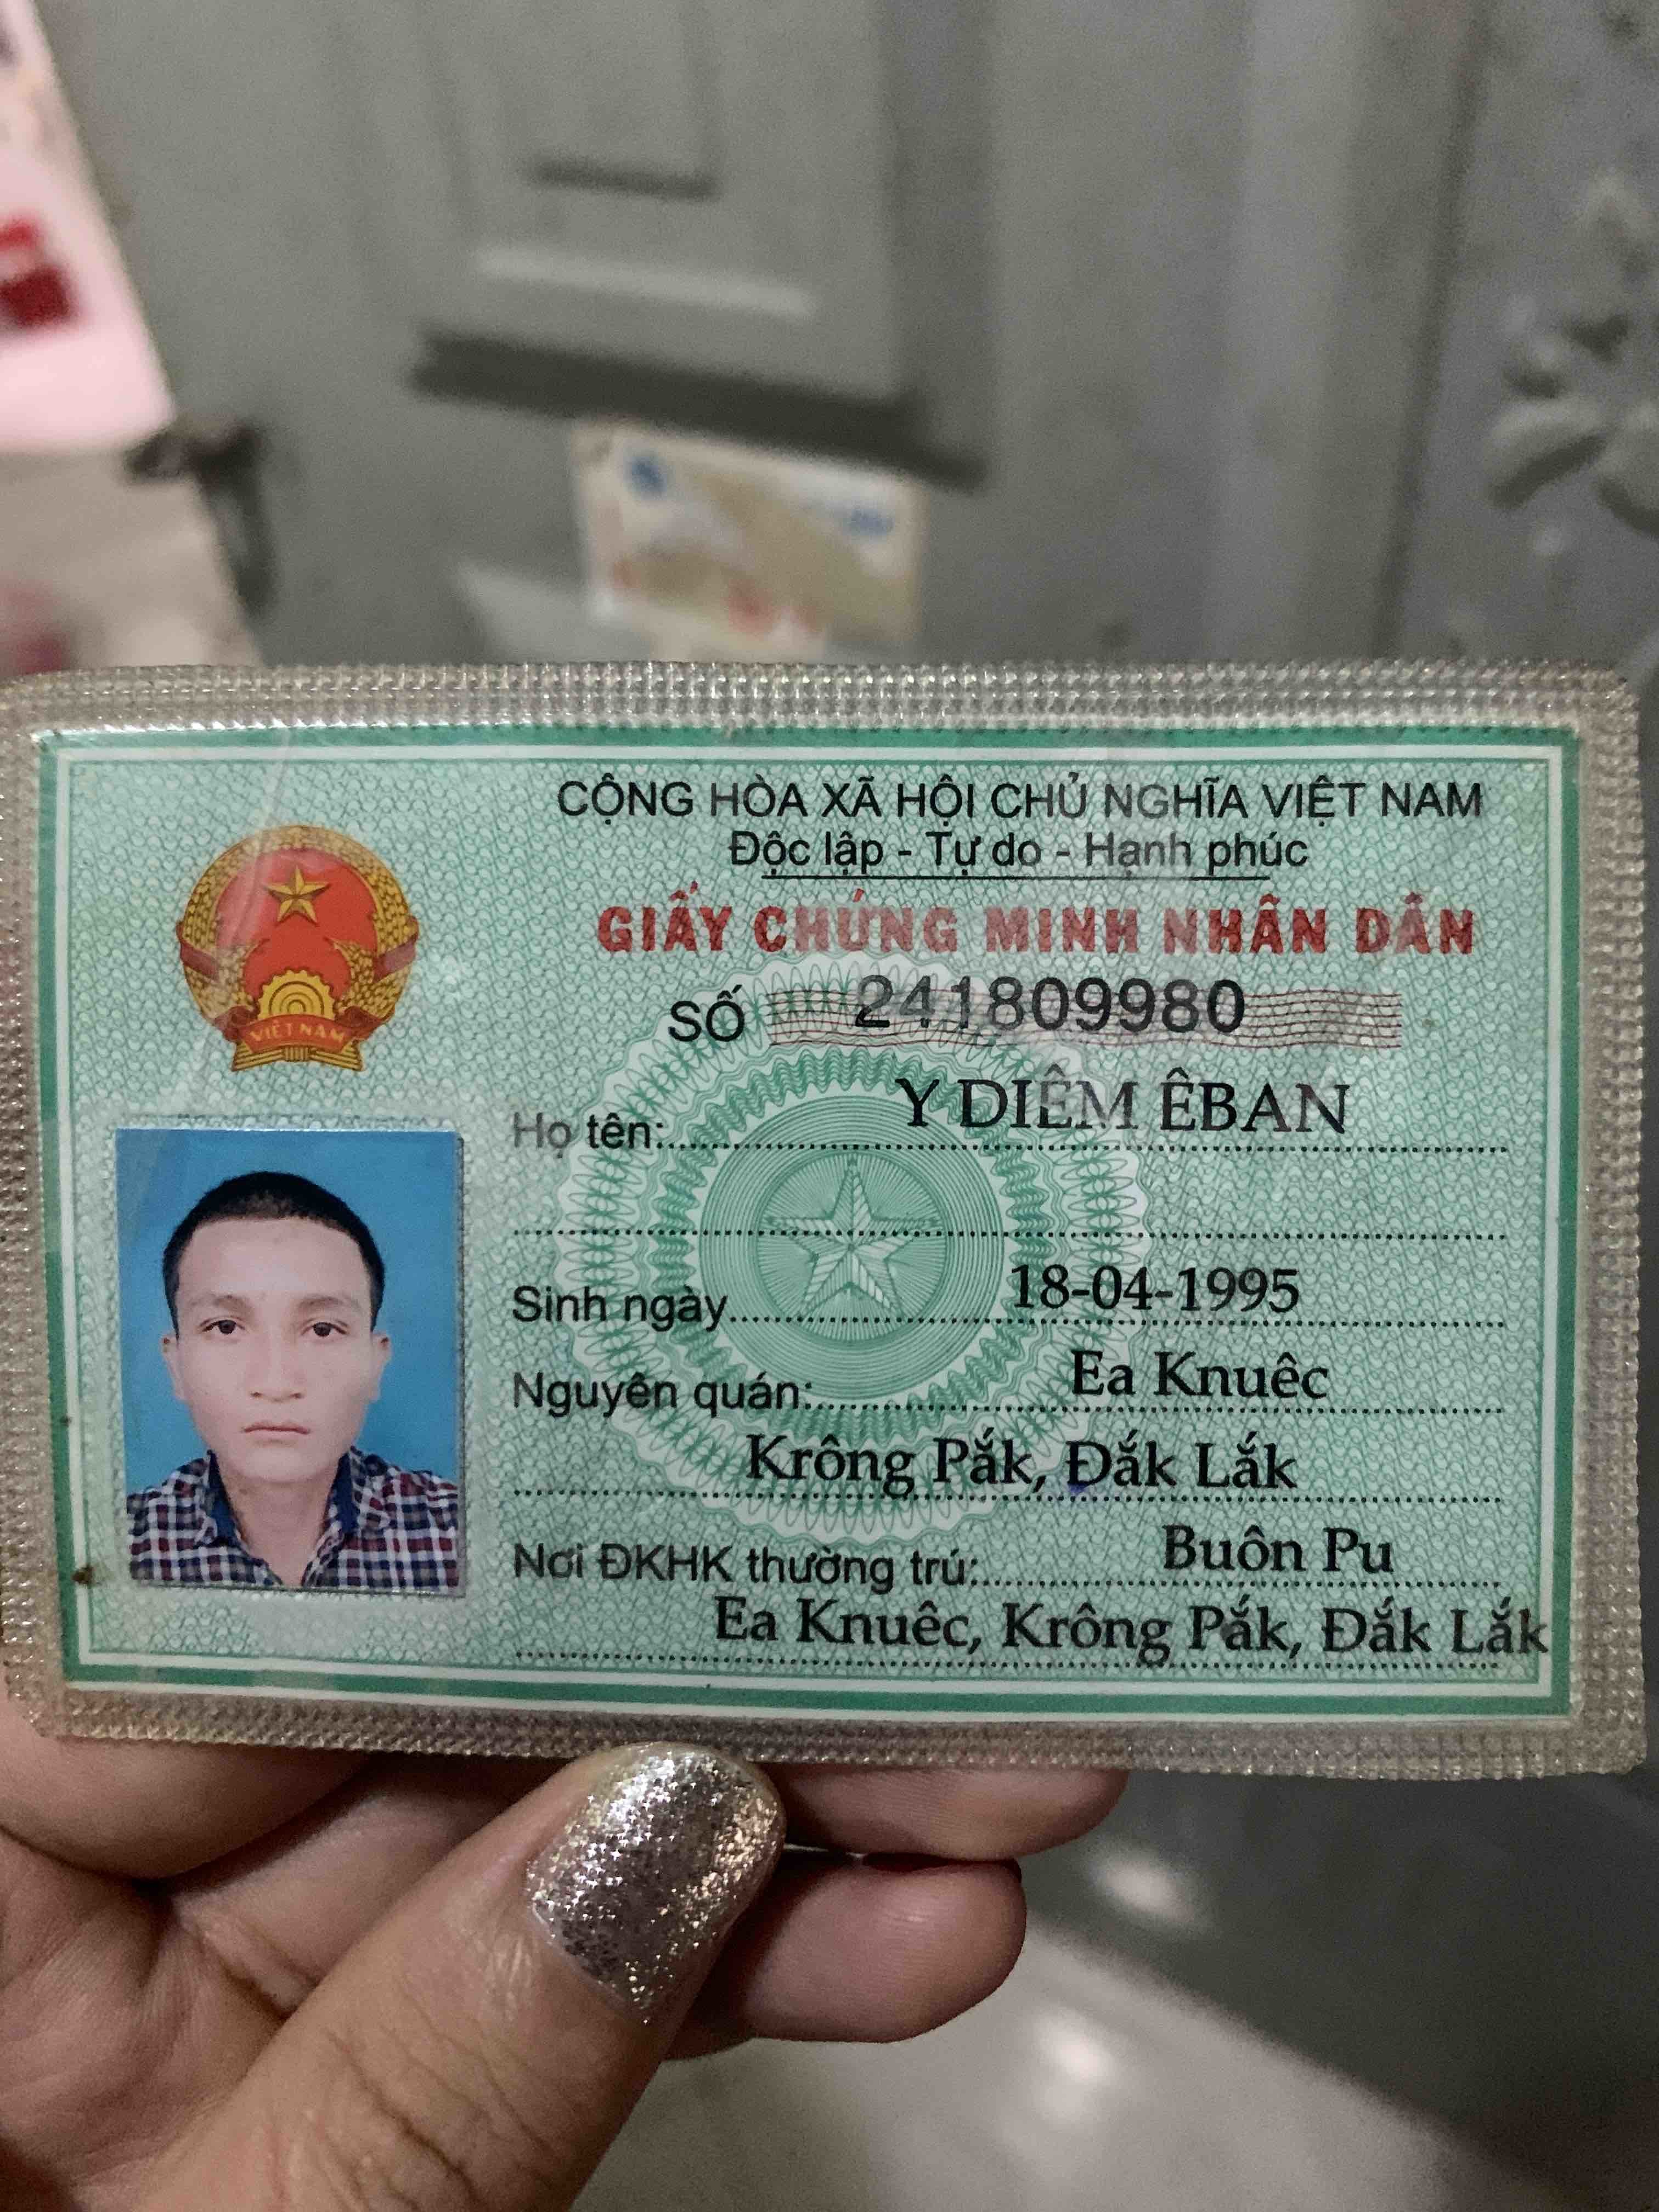 CỘNG HÒA XÃ HỘI CHỦ NGHĨA VIỆT NAM
Độc lập - Tự do - Hạnh phúc
GIẤY CHỨNG MINH NHÂN DÂN
SỐ 241809980
VIỆT NAM
Họ tên: Y DIÊM ÊBAN
Sinh ngày 18-04-1995
Nguyên quán: Ea Knuêc
Krông Pắk, Đắk Lắk
Nơi ĐKHK thường trú: Buôn Pu
Ea Knuêc, Krông Pắk, Đắk Lắk